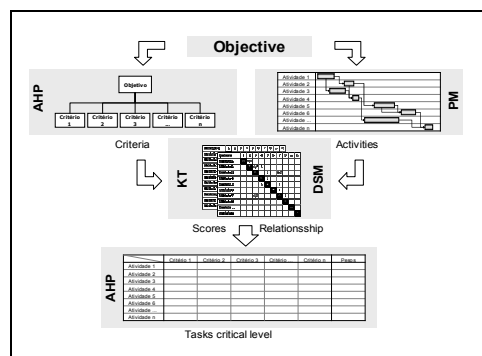 Objective
AHP
Objetivo
Critério 1
Critério 2
Critério 3
Critério ...
Critério n
Criteria
Atividade 1
Atividade 2
Atividade 3
Atividade 4
Atividade 5
Atividade ...
Atividade n
PM
Activities
KT
DSM
Scores
Relationsship
AHP
Critério 1
Critério 2
Critério 3
Critério ...
Critério n
Pesos
Atividade 1
Atividade 2
Atividade 3
Atividade 4
Atividade 5
Atividade 6
Atividade ...
Atividade n
Tasks critical level